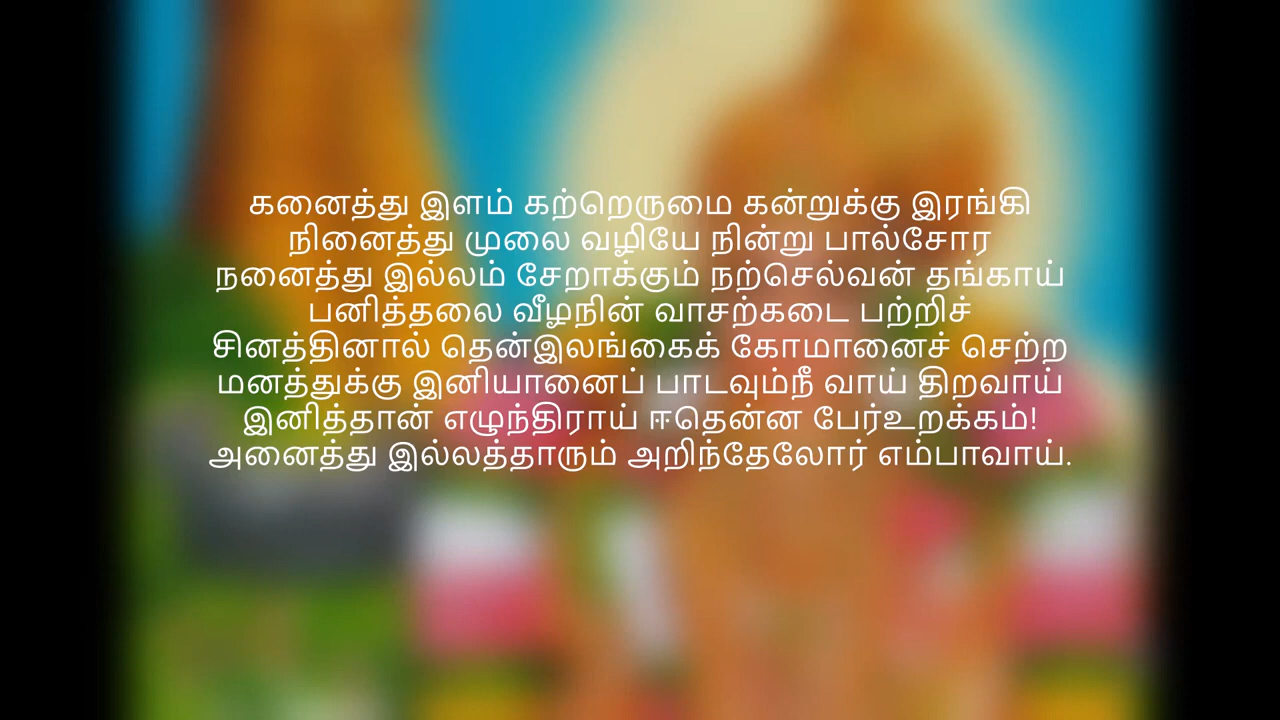 கனைத்து இளம் கற்றெருமை கன்றுக்கு இரங்கி
நினைத்து முலை வழியே நின்று பால்சோர
நனைத்து இல்லம் சேறாக்கும் நற்செல்வன் தங்காய்
பனித்தலை வீழநின் வாசற்கடை பற்றிச்
சினத்தினால் தென்இலங்கைக் கோமானைச் செற்ற
மனத்துக்கு இனியானைப் பாடவும்நீ வாய் திறவாய்
இனித்தான் எழுந்திராய் ஈதென்ன பேர்உறக்கம்!
அனைத்து இல்லத்தாரும் அறிந்தேலோர் எம்பாவாய்.